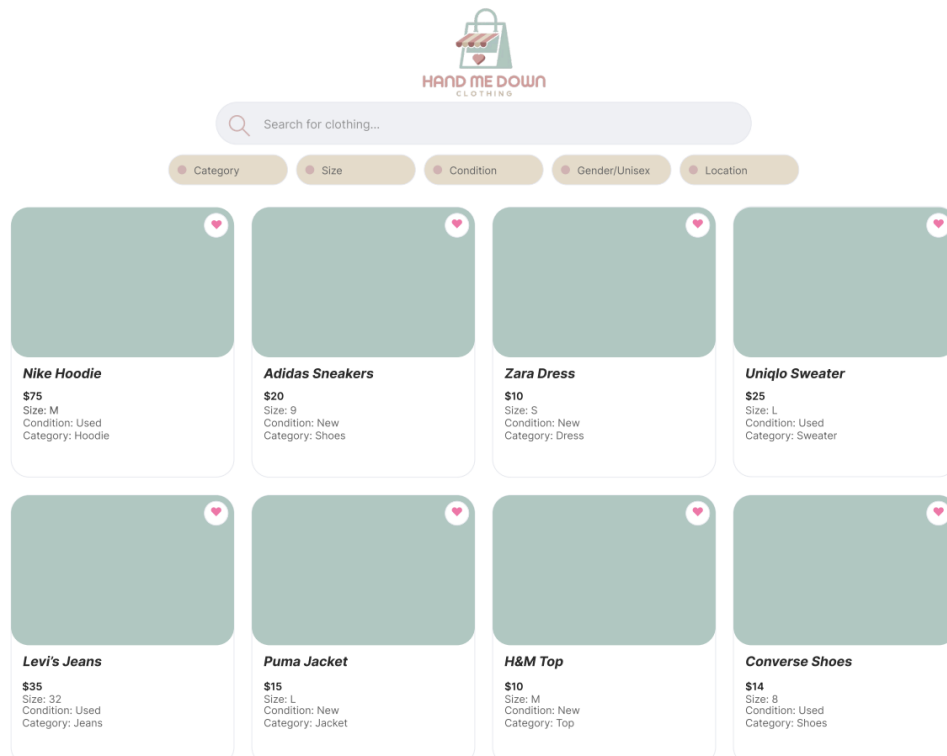 HAND ME DOWN
CLOTHING
Search for clothing...
Category
Size
Condition
Gender/Unisex
Location
Nike Hoodie
$75
Size: M
Condition: Used
Category: Hoodie
Adidas Sneakers
$20
Size: 9
Condition: New
Category: Shoes
Zara Dress
$10
Size: S
Condition: New
Category: Dress
Uniqlo Sweater
$25
Size: L
Condition: Used
Category: Sweater
Levi's Jeans
$35
Size: 32
Condition: Used
Category: Jeans
Puma Jacket
$15
Size: L
Condition: New
Category: Jacket
H&M Top
$10
Size: M
Condition: New
Category: Top
Converse Shoes
$14
Size: 8
Condition: Used
Category: Shoes